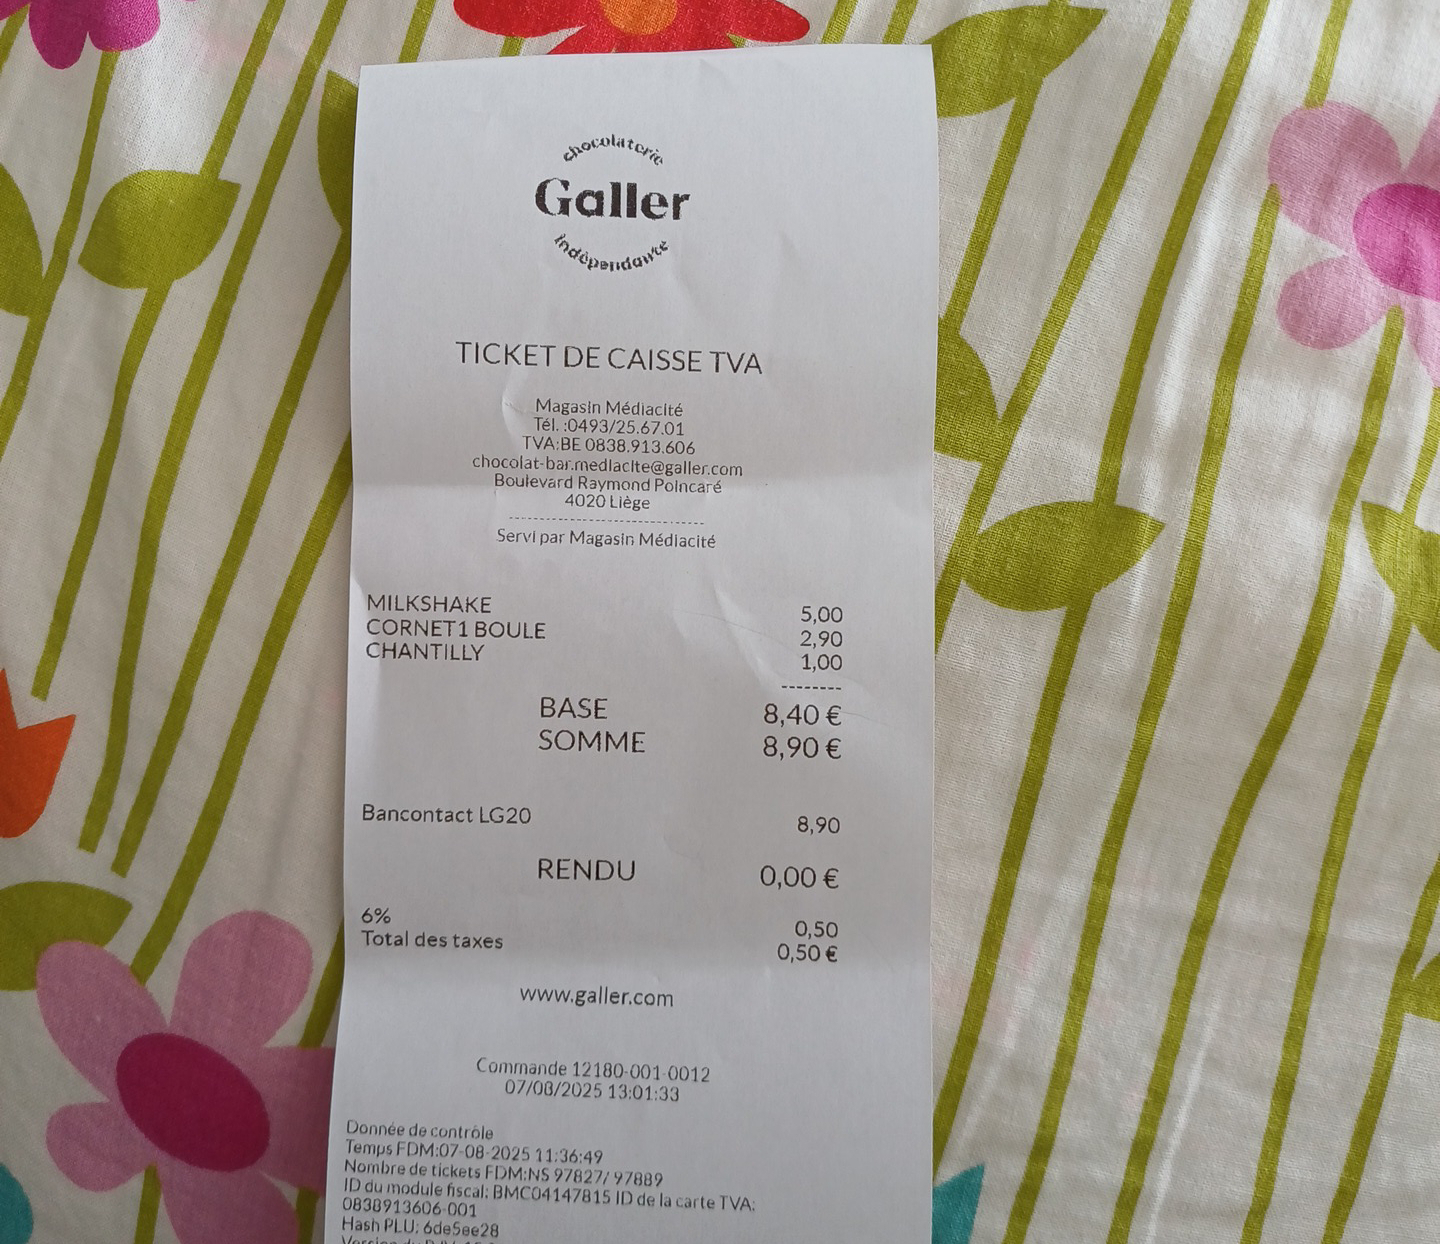 chocolaterie
Galler
indépendante
TICKET DE CAISSE TVA
Magasin Médiacité
Tél. :0493/25.67.01
TVA:BE 0838.913.606
chocolat-bar.mediacite@galler.com
Boulevard Raymond Poincaré
4020 Liège
------------------------------
Servi par Magasin Médiacité
MILKSHAKE 5,00
CORNET1 BOULE 2,90
CHANTILLY 1,00
--------
BASE 8,40 €
SOMME 8,90 €
Bancontact LG20 8,90
RENDU 0,00 €
6% 0,50
Total des taxes 0,50 €
www.galler.com
Commande 12180-001-0012
07/08/2025 13:01:33
Donnée de contrôle
Temps FDM:07-08-2025 11:36:49
Nombre de tickets FDM:NS 97827/ 97889
ID du module fiscal: BMC04147815 ID de la carte TVA:
0838913606-001
Hash PLU: 6de5ee28